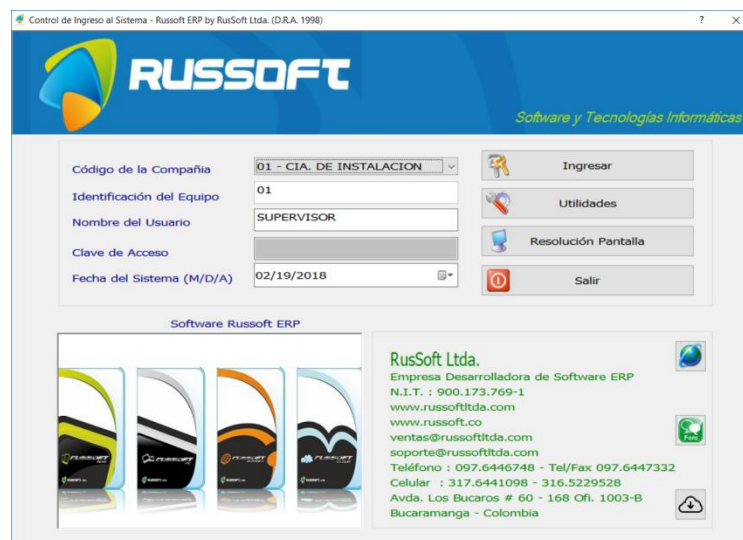 Control de Ingreso al Sistema - Russoft ERP by RusSoft Ltda. (D.R.A. 1998)
RUSSOFT
Software y Tecnologías Informáticas
Código de la Compañia
01 - CIA. DE INSTALACION
Ingresar
Identificación del Equipo
01
Utilidades
Nombre del Usuario
SUPERVISOR
Clave de Acceso
Resolución Pantalla
Fecha del Sistema (M/D/A)
02/19/2018
Salir
Software Russoft ERP
RusSoft Ltda.
Empresa Desarrolladora de Software ERP
N.I.T. : 900.173.769-1
www.russoftltda.com
www.russoft.co
ventas@russoftltda.com
soporte@russoftltda.com
Foro
Teléfono : 097.6446748 - Tel/Fax 097.6447332
Celular : 317.6441098 - 316.5229528
Avda. Los Bucaros # 60 - 168 Ofi. 1003-B
Bucaramanga - Colombia